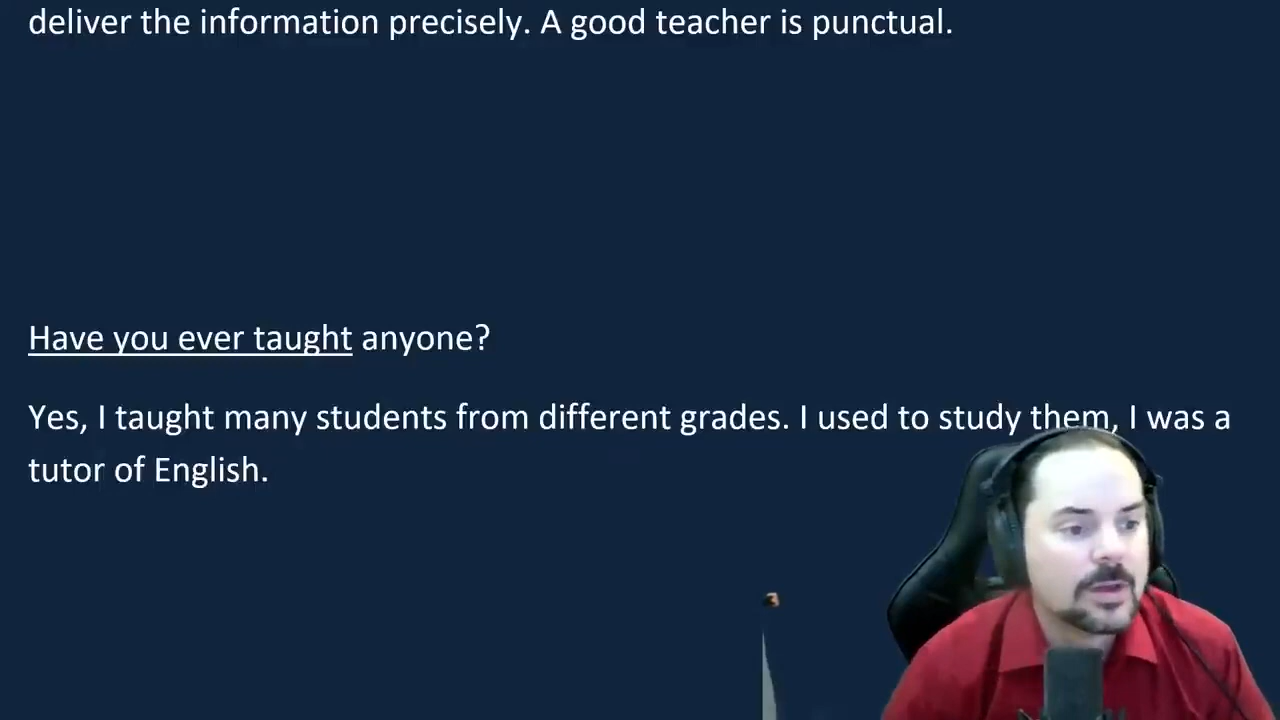 deliver the information precisely. A good teacher is punctual.
Have you ever taught anyone?
Yes, I taught many students from different grades. I used to study them, I was a
tutor of English.